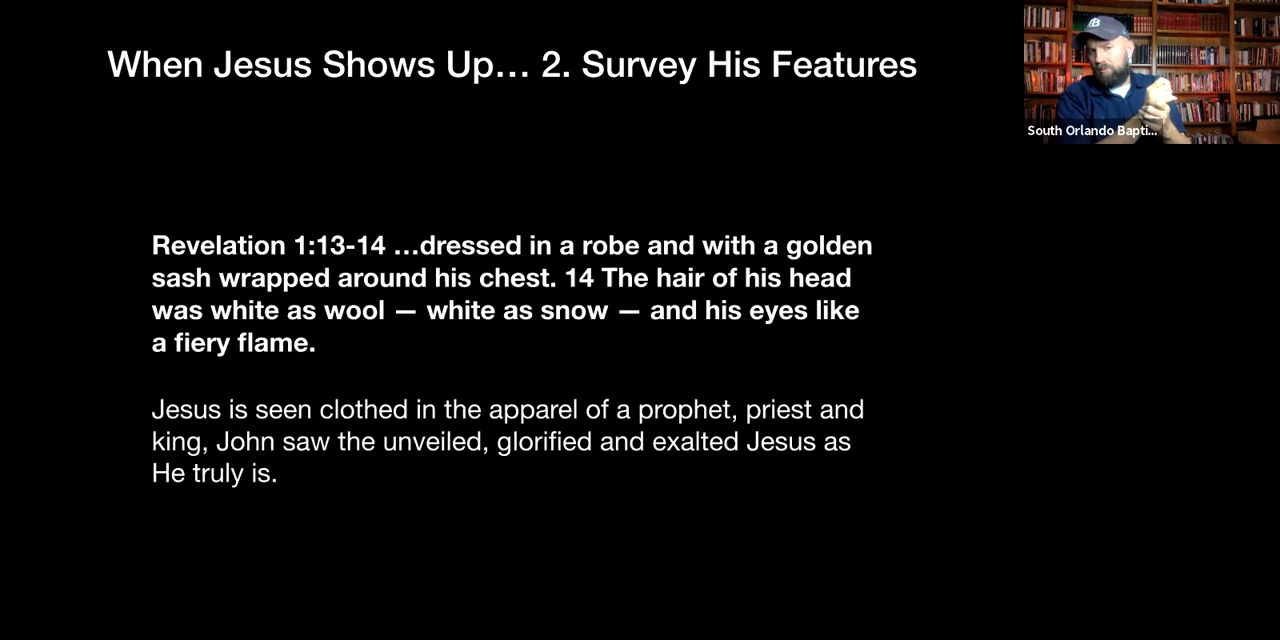 When Jesus Shows Up… 2. Survey His Features
South Orlando Bapti...
Revelation 1:13-14 …dressed in a robe and with a golden
sash wrapped around his chest. 14 The hair of his head
was white as wool — white as snow — and his eyes like
a fiery flame.
Jesus is seen clothed in the apparel of a prophet, priest and
king, John saw the unveiled, glorified and exalted Jesus as
He truly is.